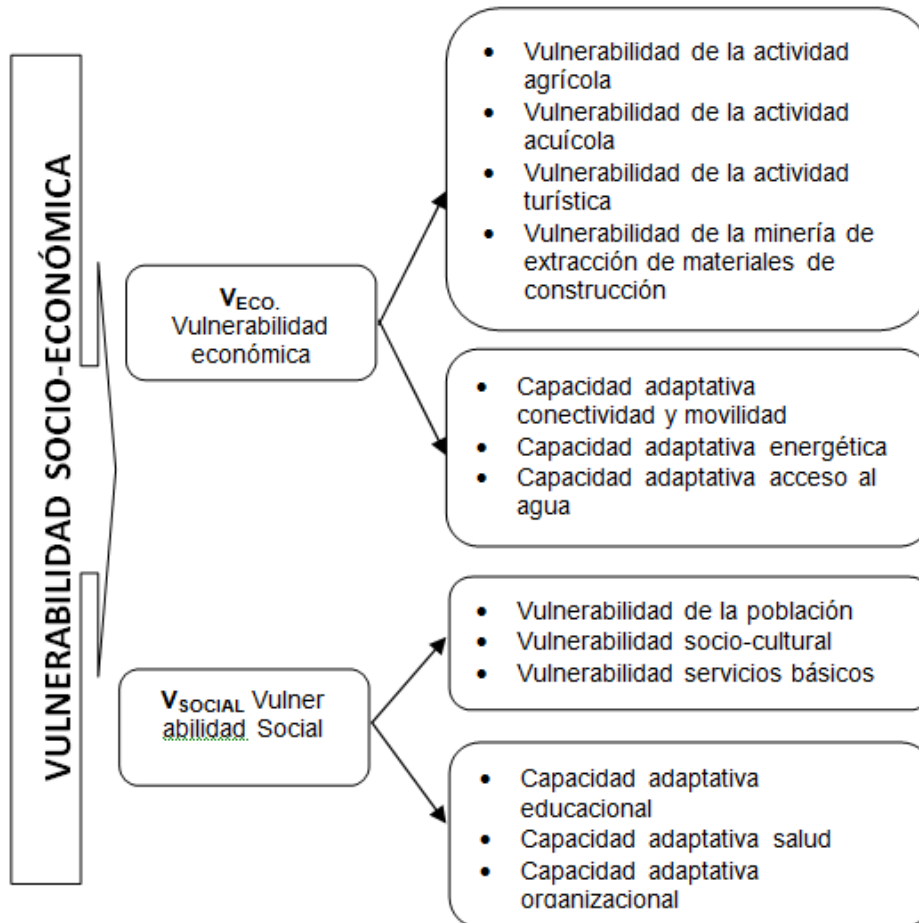 VULNERABILIDAD SOCIO-ECONÓMICA
V_ECO.
Vulnerabilidad
económica
• Vulnerabilidad de la actividad
agrícola
• Vulnerabilidad de la actividad
acuícola
• Vulnerabilidad de la actividad
turística
• Vulnerabilidad de la minería de
extracción de materiales de
construcción
• Capacidad adaptativa
conectividad y movilidad
• Capacidad adaptativa energética
• Capacidad adaptativa acceso al
agua
V_SOCIAL Vulner
abilidad Social
• Vulnerabilidad de la población
• Vulnerabilidad socio-cultural
• Vulnerabilidad servicios básicos
• Capacidad adaptativa
educacional
• Capacidad adaptativa salud
• Capacidad adaptativa
organizacional